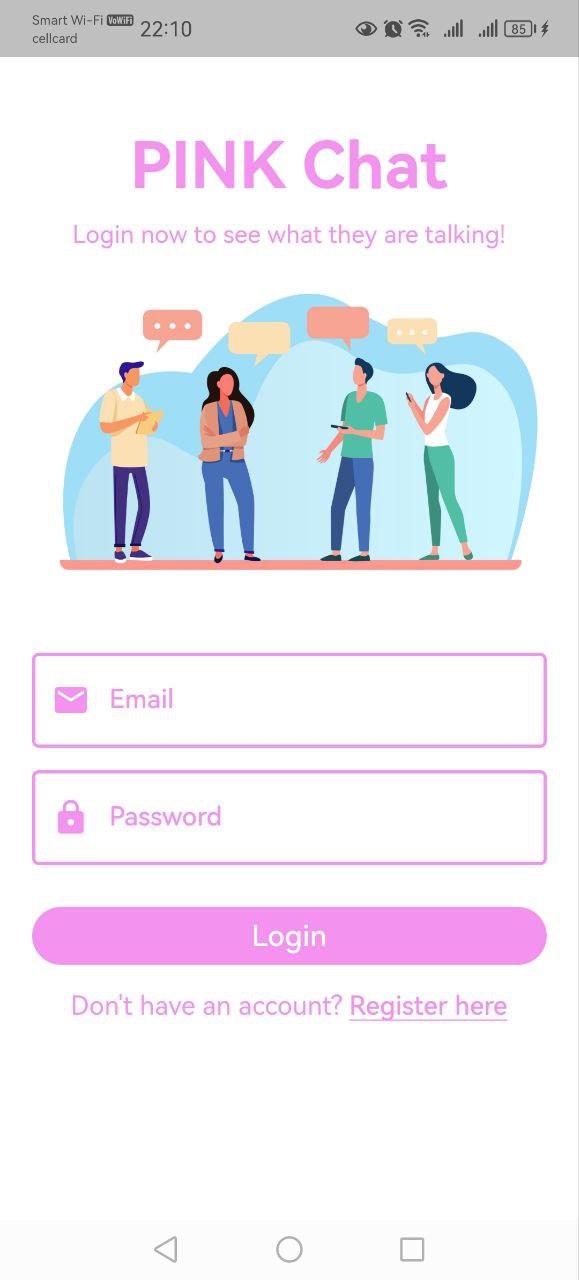 Smart Wi-Fi VoWiFi
cellcard
22:10
85
PINK Chat
Login now to see what they are talking!
Email
Password
Login
Don't have an account? Register here